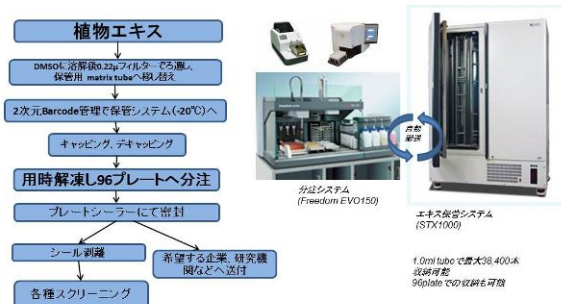 植物エキス
DMSOに溶解後0.22μフィルターでろ過し、
保管用 matrix tubeへ移し替え
2次元Barcode管理で保管システム(-20℃)へ
キャッピング、デキャッピング
用時解凍し96プレートへ分注
プレートシーラーにて密封
シール剥離
希望する企業、研究機
関などへ送付
各種スクリーニング
自動
搬送
分注システム
(Freedom EVO150)
エキス保管システム
(STX1000)
1.0ml tubeで最大38,400本
収納可能
96plateでの収納も可能